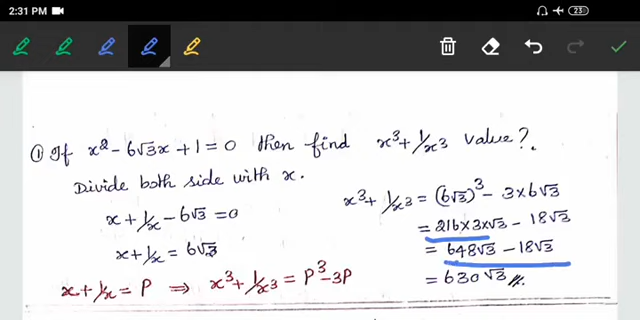 2:31 PM
23
① If x² - 6√3x + 1 = 0 then find x³ + 1/x³ value?.
Divide both side with x.
x + 1/x - 6√3 = 0
x + 1/x = 6√3
x + 1/x = P ⟹ x³ + 1/x³ = P³ - 3P
x³ + 1/x³ = (6√3)³ - 3 × 6√3
= 216 × 3 × √3 - 18√3
= 648√3 - 18√3
= 630√3 //.